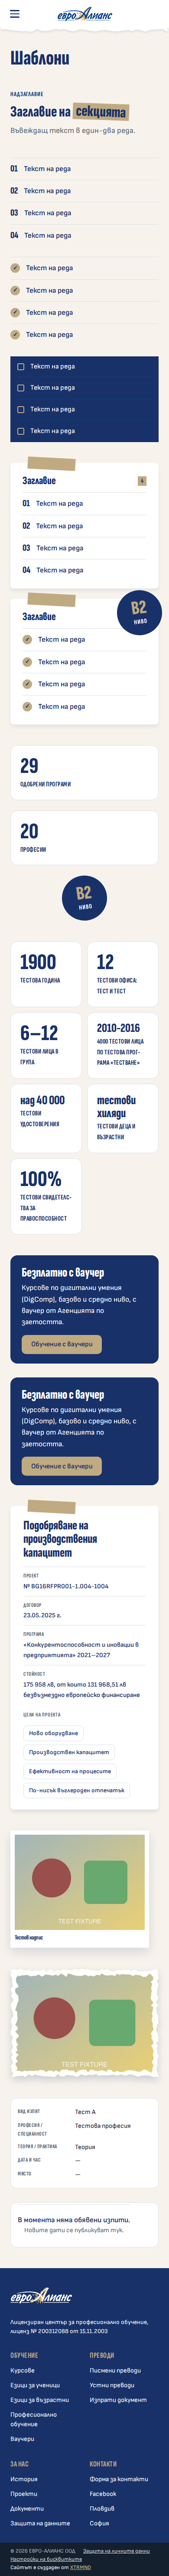 ЕвроАлианс
Шаблони
НАДЗАГЛАВИЕ
Заглавие на секцията
Въвеждащ текст в един–два реда.
01 Текст на реда
02 Текст на реда
03 Текст на реда
04 Текст на реда
Текст на реда
Текст на реда
Текст на реда
Текст на реда
Текст на реда
Текст на реда
Текст на реда
Текст на реда
Заглавие
4
01 Текст на реда
02 Текст на реда
03 Текст на реда
04 Текст на реда
Заглавие
B2
НИВО
Текст на реда
Текст на реда
Текст на реда
Текст на реда
29
ОДОБРЕНИ ПРОГРАМИ
20
ПРОФЕСИИ
B2
НИВО
1900
ТЕСТОВА ГОДИНА
12
ТЕСТОВИ ОФИСА:
ТЕСТ И ТЕСТ
6–12
ТЕСТОВИ ЛИЦА В
ГРУПА
2010-2016
4000 ТЕСТОВИ ЛИЦА
ПО ТЕСТОВА ПРОГ-
РАМА «ТЕСТВАНЕ»
над 40 000
ТЕСТОВИ
УДОСТОВЕРЕНИЯ
тестови
хиляди
ТЕСТОВИ ДЕЦА И
ВЪЗРАСТНИ
100%
ТЕСТОВИ СВИДЕТЕЛС-
ТВА ЗА
ПРАВОСПОСОБНОСТ
Безплатно с ваучер
Курсове по дигитални умения
(DigComp), базово и средно ниво, с
ваучер от Агенцията по
заетостта.
Обучение с ваучери
Безплатно с ваучер
Курсове по дигитални умения
(DigComp), базово и средно ниво, с
ваучер от Агенцията по
заетостта.
Обучение с ваучери
Подобряване на
производствения
капацитет
ПРОЕКТ
№ BG16RFPR001-1.004-1004
ДОГОВОР
23.05.2025 г.
ПРОГРАМА
«Конкурентоспособност и иновации в
предприятията» 2021–2027
СТОЙНОСТ
175 958 лв, от които 131 968,51 лв
безвъзмездно европейско финансиране
ЦЕЛИ НА ПРОЕКТА
Ново оборудване
Производствен капацитет
Ефективност на процесите
По-нисък въглероден отпечатък
TEST FIXTURE
Тестов надпис
TEST FIXTURE
ВИД ИЗПИТ Тест А
ПРОФЕСИЯ /
СПЕЦИАЛНОСТ Тестова професия
ТЕОРИЯ / ПРАКТИКА Теория
ДАТА И ЧАС —
МЯСТО —
В момента няма обявени изпити.
Новите дати се публикуват тук.
ЕвроАлианс
Лицензиран център за професионално обучение,
лиценз № 200312088 от 15.11.2003
ОБУЧЕНИЕ
Курсове
Езици за ученици
Езици за възрастни
Професионално
обучение
Ваучери
ПРЕВОДИ
Писмени преводи
Устни преводи
Изпрати документ
ЗА НАС
История
Проекти
Документи
Защита на данните
КОНТАКТИ
Форма за контакти
Facebook
Пловдив
София
© 2026 ЕВРО-АЛИАНС ООД Защита на личните данни
Настройки на бисквитките
Сайтът е създаден от XTRMND